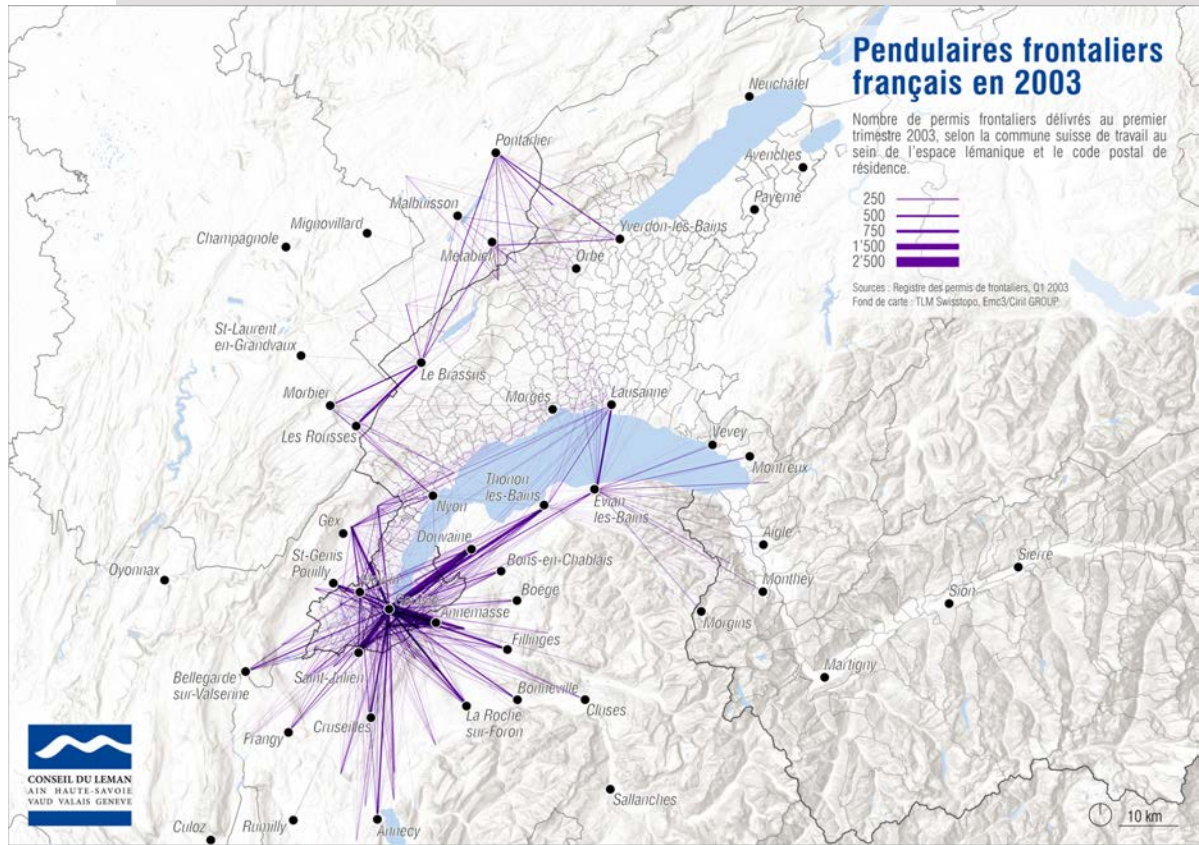 Pendulaires frontaliers
français en 2003
Nombre de permis frontaliers délivrés au premier
trimestre 2003, selon la commune suisse de travail au
sein de l'espace lémanique et le code postal de
résidence.
250
500
750
1'500
2'500
Sources : Registre des permis de frontaliers, Q1 2003
Fond de carte : TLM Swisstopo, Emc3/Ciril GROUP
Neuchâtel
Pontarlier
Avenches
Malbuisson
Payerne
Mignovillard
Champagnole
Yverdon-les-Bains
Métabief
Orbe
St-Laurent
en-Grandvaux
Le Brassus
Morbier
Morges
Lausanne
Les Rousses
Vevey
Montreux
Thonon
les-Bains
Nyon
Evian
les-Bains
Gex
Douvaine
Aigle
St-Genis
Pouilly
Bons-en-Chablais
Sierre
Oyonnax
Monthey
Boëge
Sion
Genève
Annemasse
Morgins
Fillinges
Saint-Julien
Bellegarde
sur-Valserine
Martigny
Bonneville
Cluses
La Roche
sur-Foron
Cruseilles
Frangy
CONSEIL DU LEMAN
AIN HAUTE-SAVOIE
VAUD VALAIS GENEVE
Sallanches
Culoz
Rumilly
Annecy
10 km